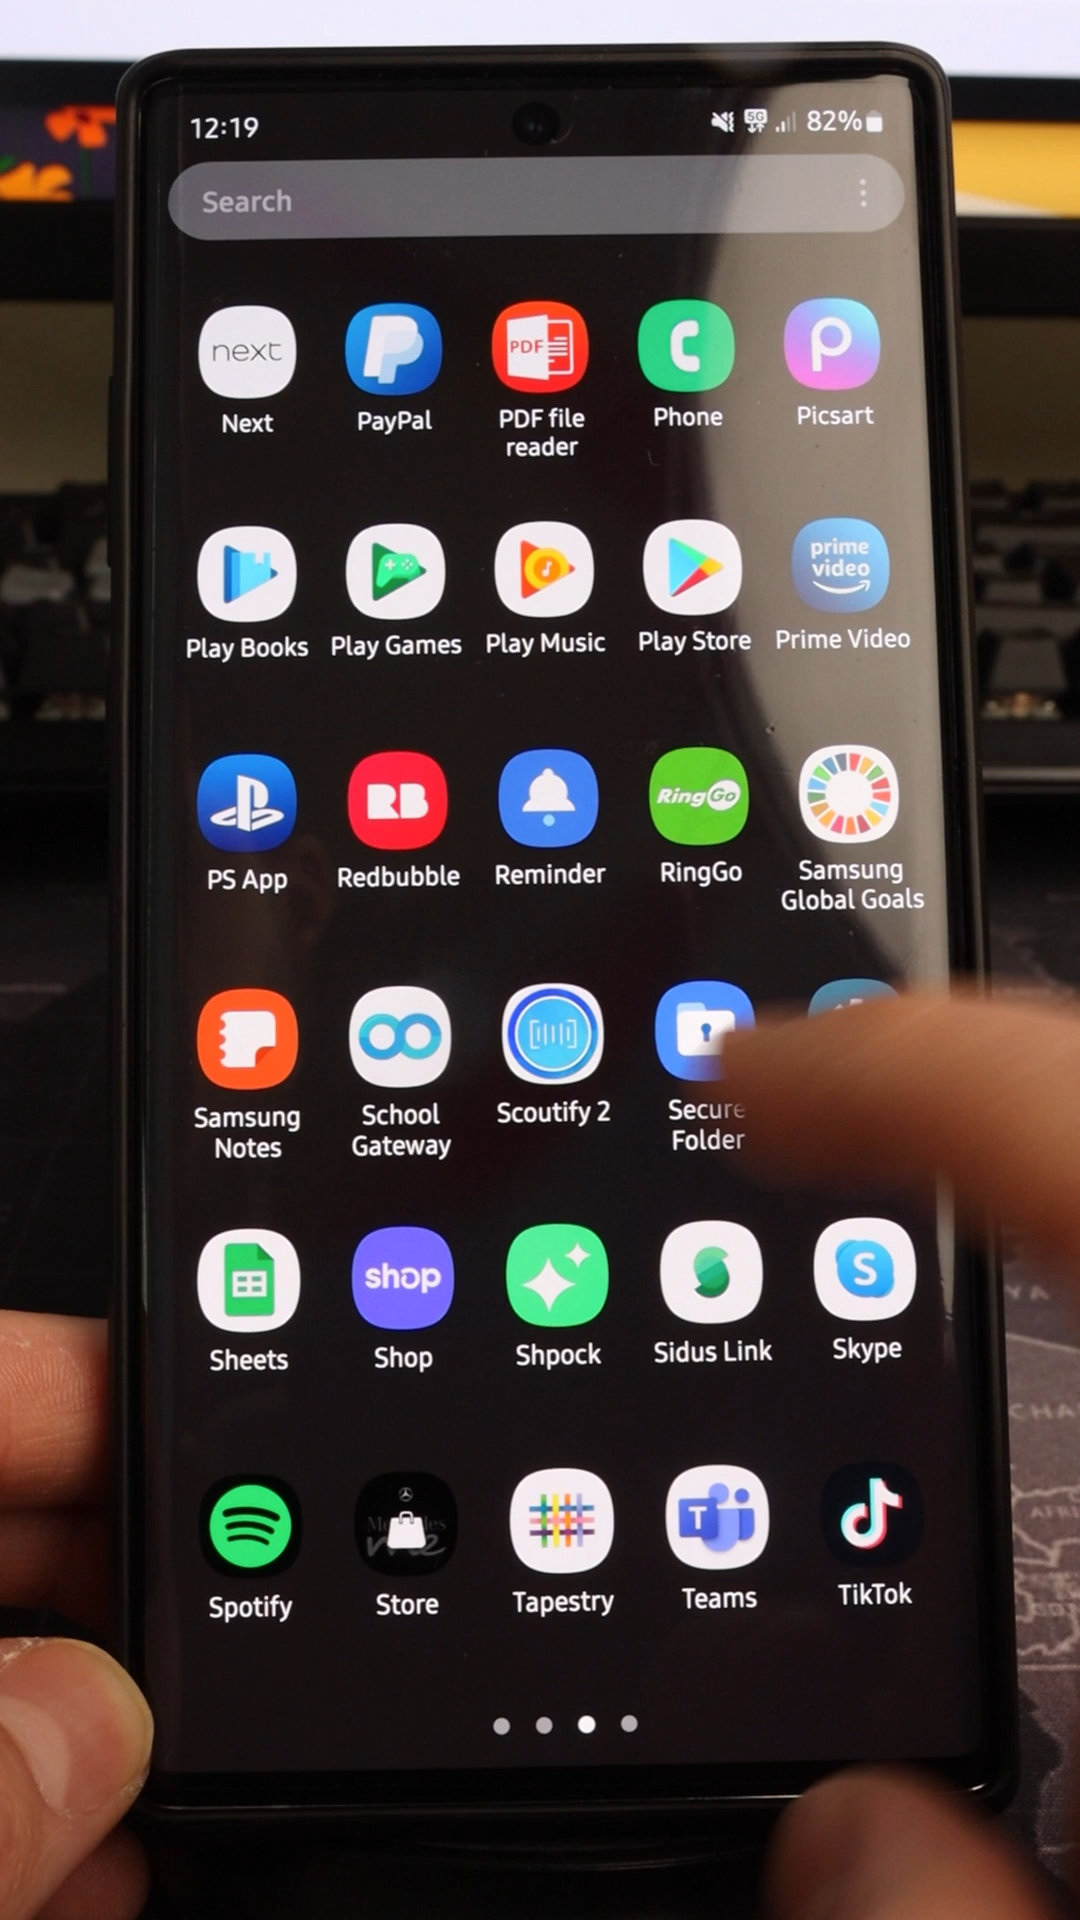 12:19
5G
82%
Search
next
PDF
Next
PayPal
PDF file
reader
Phone
Picsart
prime
video
Play Books
Play Games
Play Music
Play Store
Prime Video
RB
RingGo
PS App
Redbubble
Reminder
RingGo
Samsung
Global Goals
Samsung
Notes
School
Gateway
Scoutify 2
Secure
Folder
shop
S
Sheets
Shop
Shpock
Sidus Link
Skype
me
T
Spotify
Store
Tapestry
Teams
TikTok